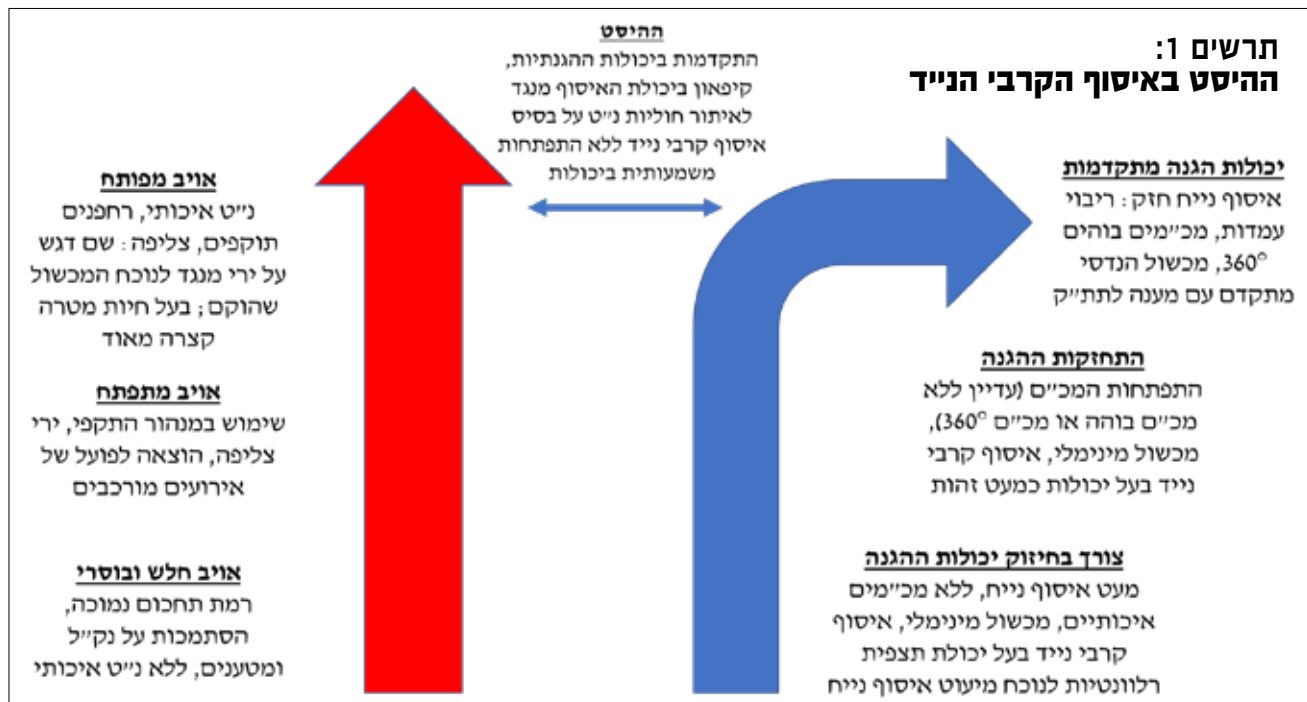 תרשים 1:
ההיסט באיסוף הקרבי הנייד
ההיסט
התקדמות ביכולות ההגנתיות,
קיפאון ביכולת האיסוף מנגד
לאיתור חוליות נ״ט על בסיס
איסוף קרבי נייד ללא התפתחות
משמעותית ביכולות
יכולות הגנה מתקדמות
איסוף נייח חזק: ריבוי
עמדות, מכ״מים בוהים
360°, מכשול הנדסי
מתקדם עם מענה לתת״ק
התחזקות ההגנה
התפתחות המכ״ם (עדיין ללא
מכ״ם בוהה או מכ״ם 360°),
מכשול מינימלי, איסוף קרבי
נייד בעל יכולות כמעט זהות
צורך בחיזוק יכולות ההגנה
מעט איסוף נייח, ללא מכ״מים
איכותיים, מכשול מינימלי, איסוף
קרבי נייד בעל יכולת תצפית
רלוונטיות לנוכח מיעוט איסוף נייח
אויב מפותח
נ״ט איכותי, רחפנים
תוקפים, צליפה: שם דגש
על ירי מנגד לנוכח המכשול
שהוקם; בעל חיות מטרה
קצרה מאוד
אויב מתפתח
שימוש במנהור התקפי, ירי
צליפה, הוצאה לפועל של
אירועים מורכבים
אויב חלש ובוסרי
רמת תחכום נמוכה,
הסתמכות על נק״ל
ומטענים, ללא נ״ט איכותי